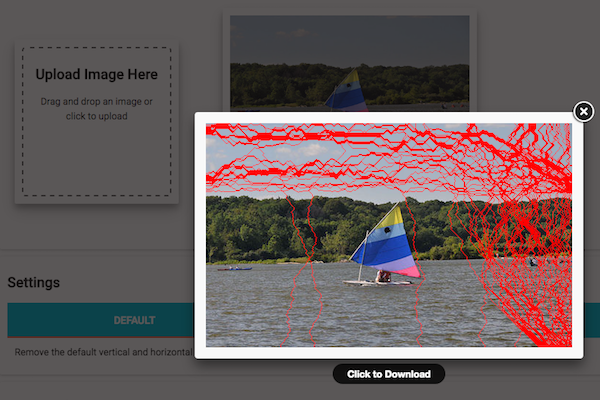 Upload Image Here
Drag and drop an image or
click to upload
Settings
DEFAULT
Remove the default vertical and horizontal
Click to Download